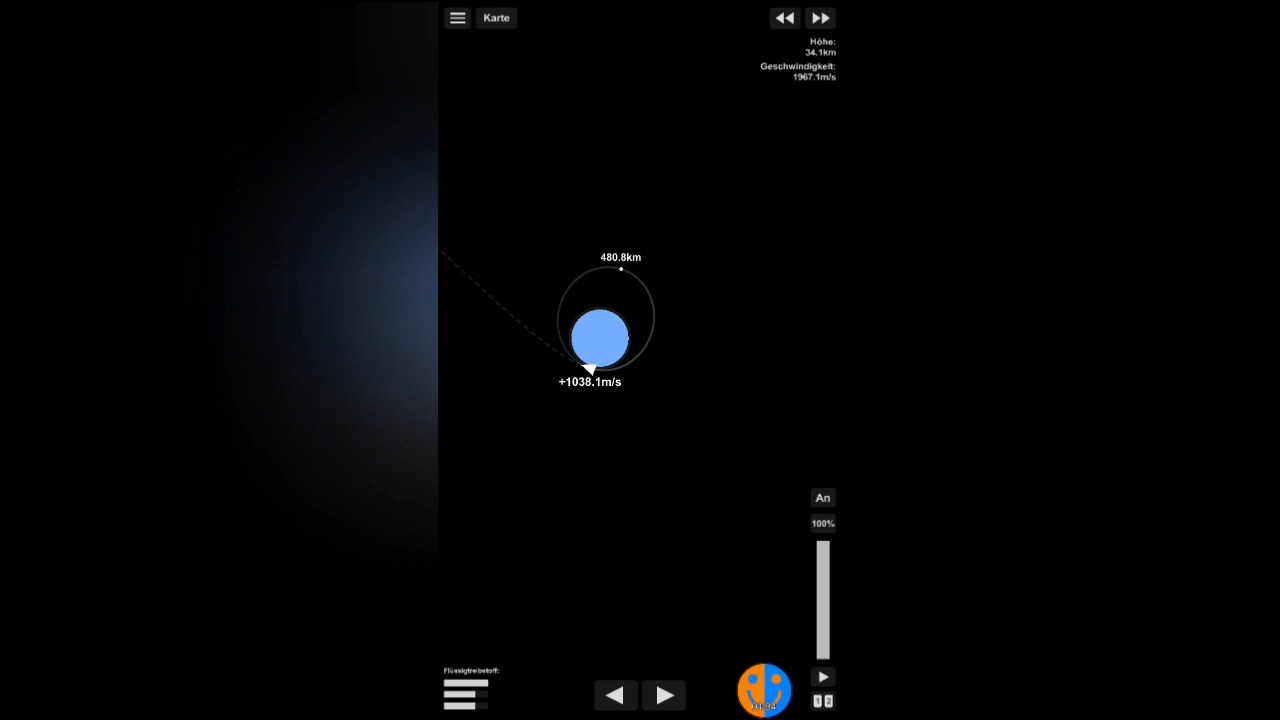 Karte
Höhe:
34.1km
Geschwindigkeit:
1967.1m/s
480.8km
+1038.1m/s
An
100%
Flüssigtreibstoff:
1 2